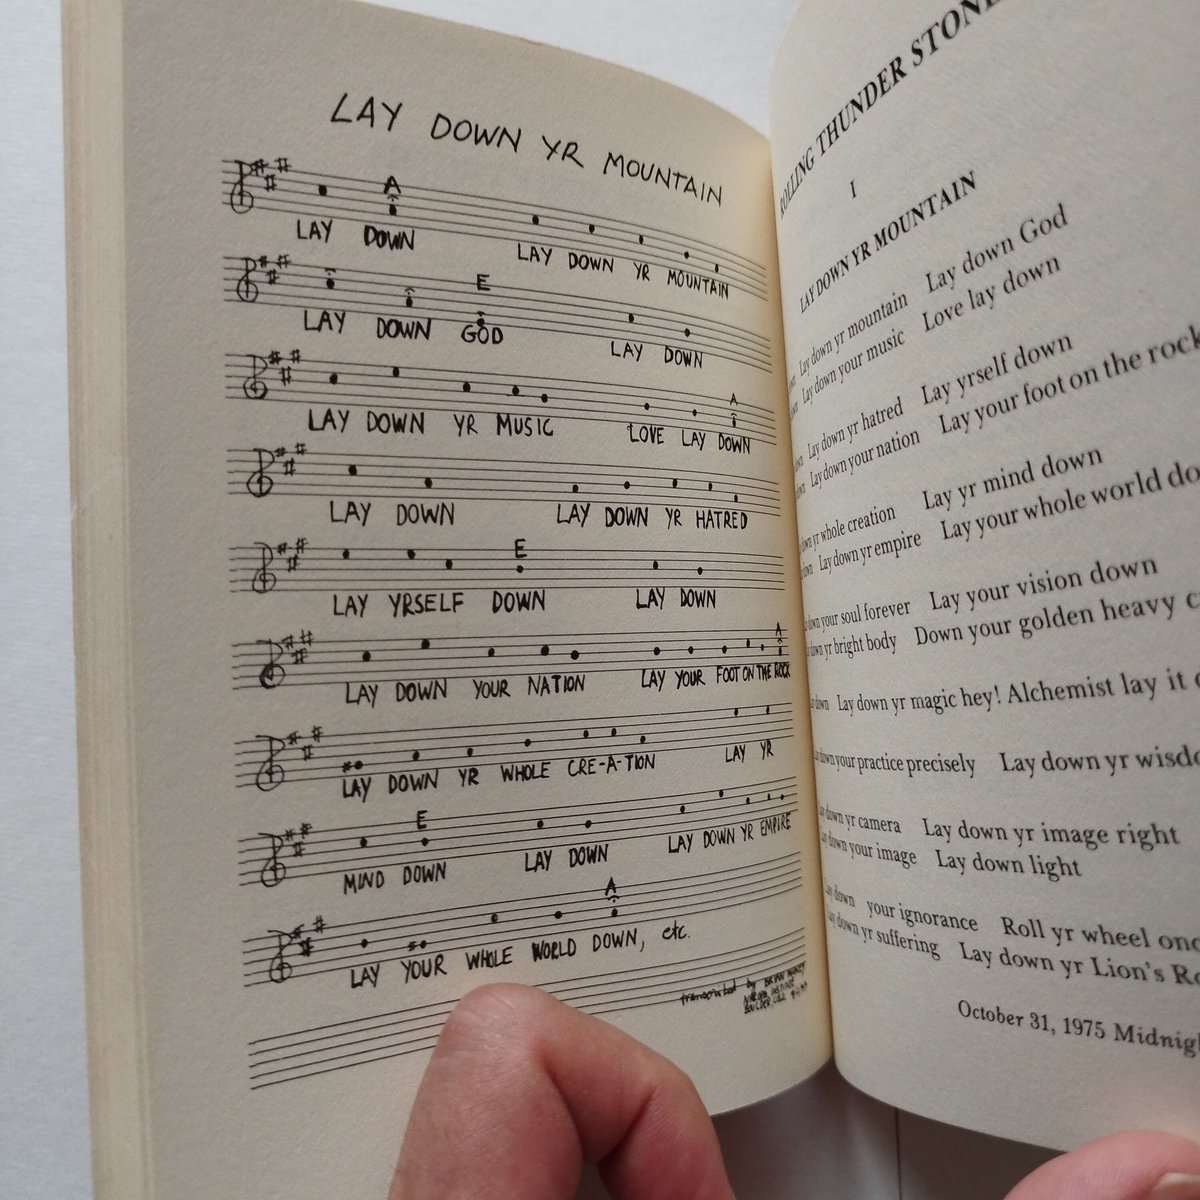 LAY DOWN YR MOUNTAIN
A
LAY DOWN LAY DOWN YR MOUNTAIN
E
LAY DOWN GOD LAY DOWN
A
LAY DOWN YR MUSIC LOVE LAY DOWN
LAY DOWN LAY DOWN YR HATRED
E
LAY YRSELF DOWN LAY DOWN
A
LAY DOWN YOUR NATION LAY YOUR FOOT ON THE ROCK
LAY DOWN YR WHOLE CRE-A-TION LAY YR
E
MIND DOWN LAY DOWN LAY DOWN YR EMPIRE
A
LAY YOUR WHOLE WORLD DOWN, etc.
transcribed by BRIAN
NAROPA INSTITUTE
BOULDER, COLO
ROLLING THUNDER STONE
I
LAY DOWN YR MOUNTAIN
Lay down yr mountain Lay down God
Lay down your music Love lay down
Lay down yr hatred Lay yrself down
Lay down your nation Lay your foot on the rock
down yr whole creation Lay yr mind down
Lay down yr empire Lay your whole world
down your soul forever Lay your vision down
down yr bright body Down your golden heavy
down Lay down yr magic hey! Alchemist lay it
down your practice precisely Lay down yr
Lay down yr camera Lay down yr image right
Lay down your image Lay down light
Lay down your ignorance Roll yr wheel
Lay down yr suffering Lay down yr Lion's
October 31, 1975